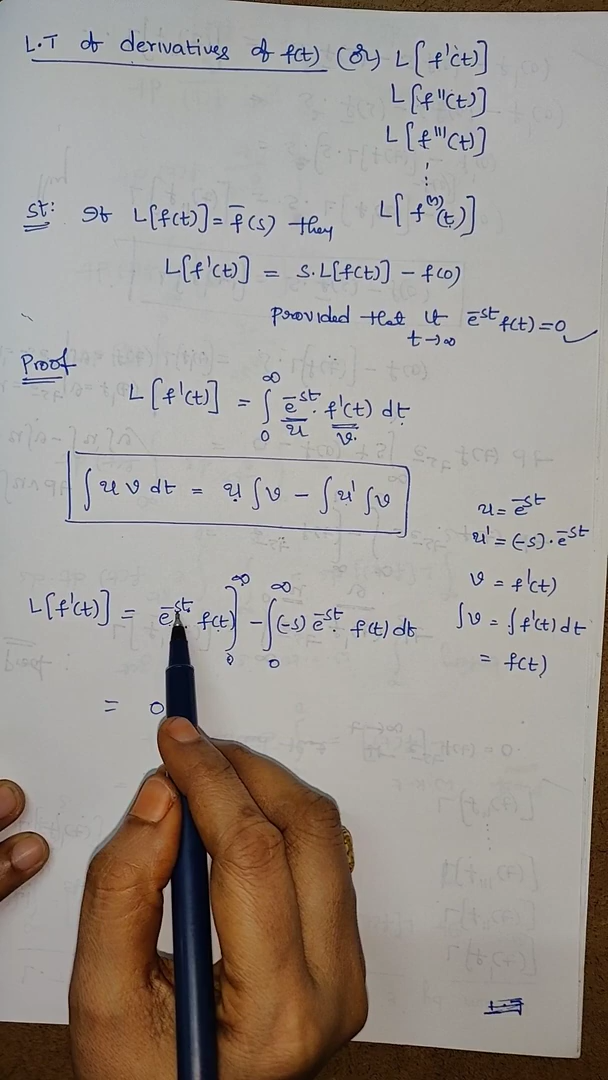 L.T of derivatives of f(t) (or) L[f'(t)]
L[f''(t)]
L[f'''(t)]
⋮
L[f⁽ⁿ⁾(t)]
St: If L[f(t)] = f̄(s) then
L[f'(t)] = s.L[f(t)] - f(0)
provided that lt t→∞ e^-st f(t) = 0
Proof
L[f'(t)] = ∫₀^∞ e^-st . f'(t) dt
u v
∫ u v dt = u ∫v - ∫ u' ∫v
u = e^-st
u' = (-s) . e^-st
v = f'(t)
∫v = ∫ f'(t) dt
= f(t)
L[f'(t)] = e^-st . f(t)]₀^∞ - ∫₀^∞ (-s) e^-st . f(t) dt
= 0